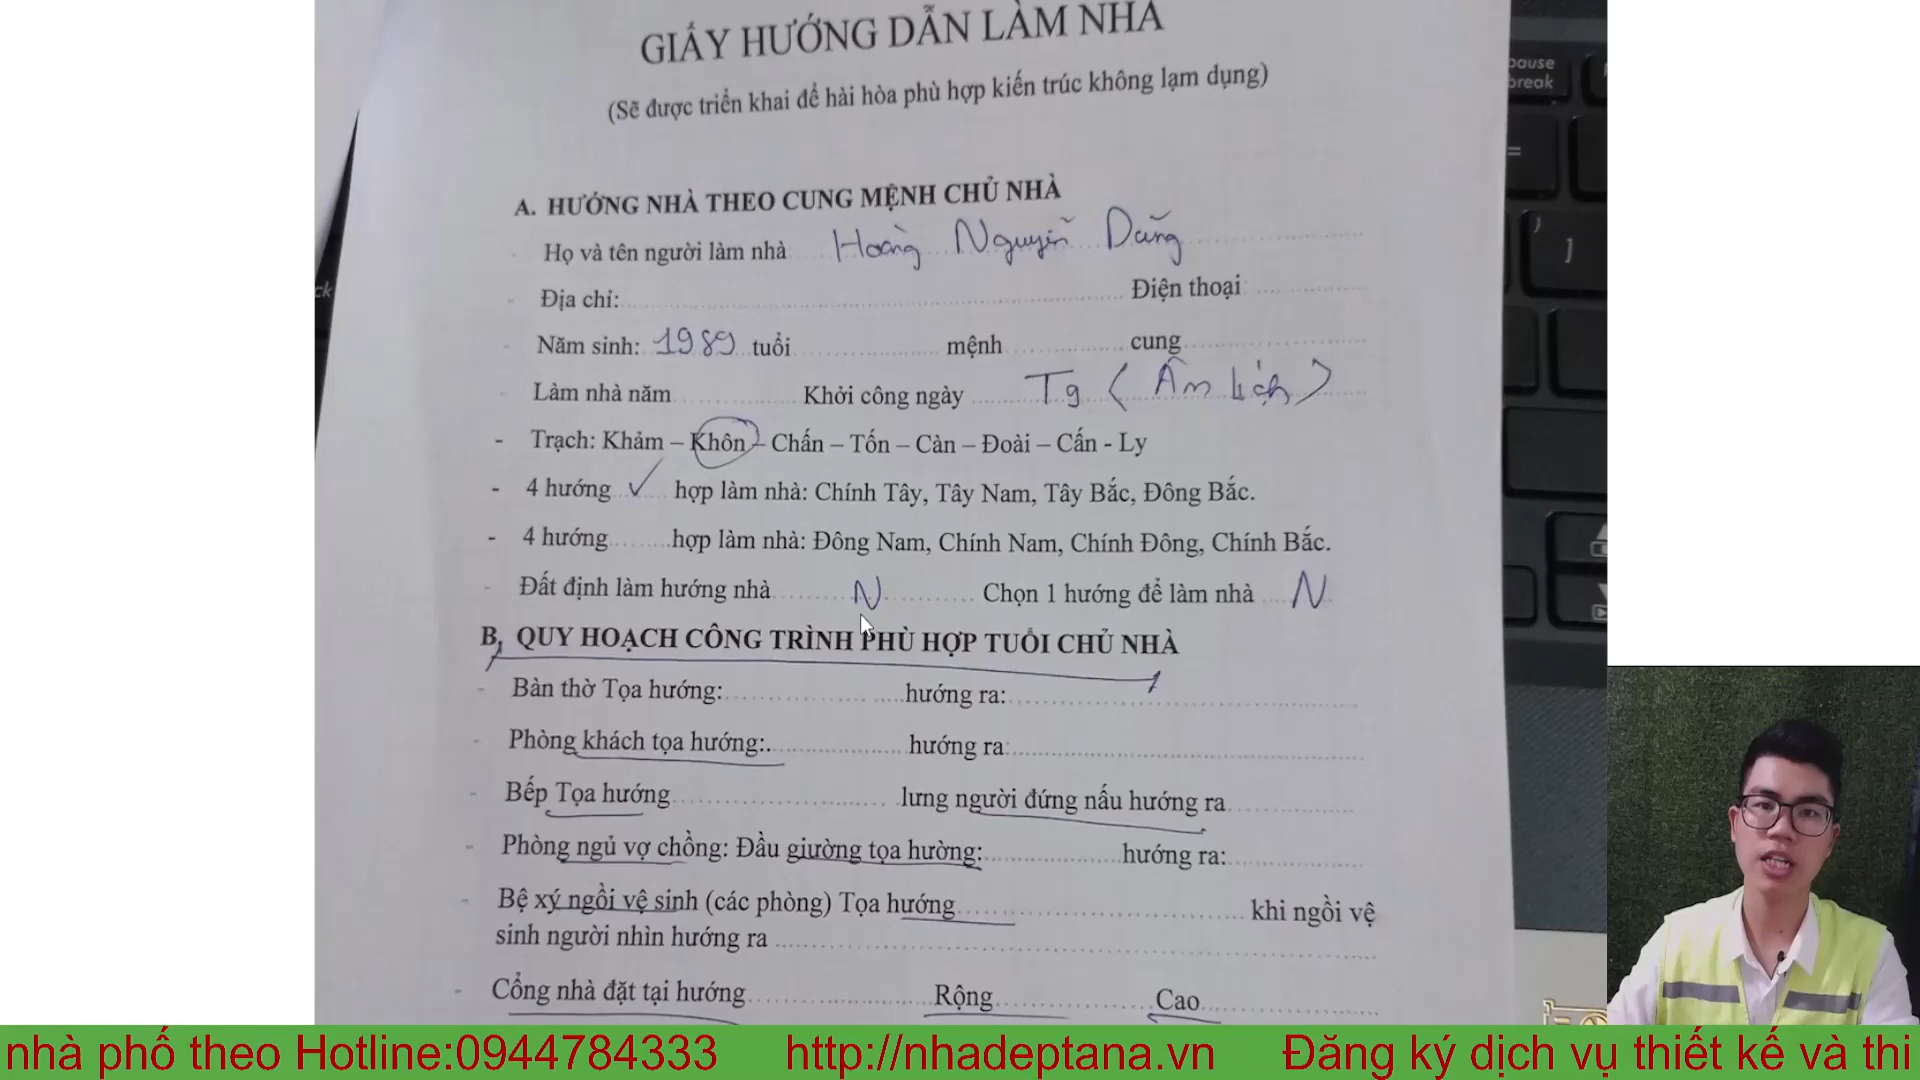 GIẤY HƯỚNG DẪN LÀM NHÀ
(Sẽ được triển khai để hài hòa phù hợp kiến trúc không lạm dụng)
A. HƯỚNG NHÀ THEO CUNG MỆNH CHỦ NHÀ
- Họ và tên người làm nhà Hoàng Nguyễn Dũng
- Địa chỉ: Điện thoại
- Năm sinh: 1989 tuổi mệnh cung
- Làm nhà năm Khởi công ngày Tg (Âm lịch)
- Trạch: Khảm – Khôn – Chấn – Tốn – Càn – Đoài – Cấn - Ly
- 4 hướng ✓ hợp làm nhà: Chính Tây, Tây Nam, Tây Bắc, Đông Bắc.
- 4 hướng hợp làm nhà: Đông Nam, Chính Nam, Chính Đông, Chính Bắc.
- Đất định làm hướng nhà N Chọn 1 hướng để làm nhà N
B, QUY HOẠCH CÔNG TRÌNH PHÙ HỢP TUỔI CHỦ NHÀ
- Bàn thờ Tọa hướng: hướng ra:
- Phòng khách tọa hướng:. hướng ra:
- Bếp Tọa hướng lưng người đứng nấu hướng ra
- Phòng ngủ vợ chồng: Đầu giường tọa hường: hướng ra:
- Bệ xý ngồi vệ sinh (các phòng) Tọa hướng khi ngồi vệ
sinh người nhìn hướng ra
- Cổng nhà đặt tại hướng Rộng Cao
pause
break
=
)
]
ck
nhà phố theo Hotline:0944784333 http://nhadeptana.vn Đăng ký dịch vụ thiết kế và thi